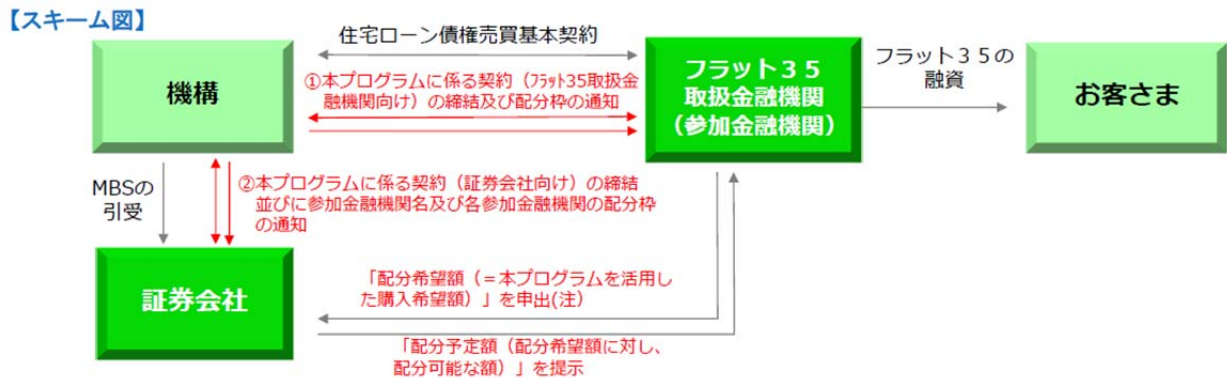 【スキーム図】
住宅ローン債権売買基本契約
機構
①本プログラムに係る契約（フラット35取扱金
融機関向け）の締結及び配分枠の通知
フラット３５
取扱金融機関
（参加金融機関）
フラット３５の
融資
お客さま
MBSの
引受
②本プログラムに係る契約（証券会社向け）の締結
並びに参加金融機関名及び各参加金融機関の配分枠
の通知
証券会社
「配分希望額（＝本プログラムを活用し
た購入希望額）」を申出(注)
「配分予定額（配分希望額に対し、
配分可能な額）」を提示